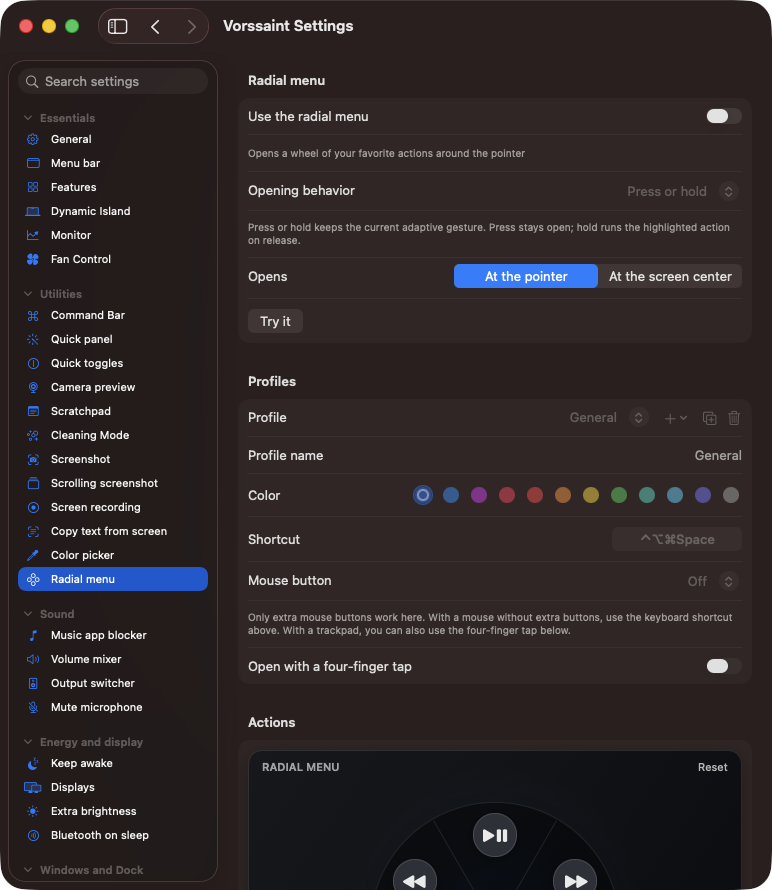 Vorssaint Settings
Search settings
Essentials
General
Menu bar
Features
Dynamic Island
Monitor
Fan Control
Utilities
Command Bar
Quick panel
Quick toggles
Camera preview
Scratchpad
Cleaning Mode
Screenshot
Scrolling screenshot
Screen recording
Copy text from screen
Color picker
Radial menu
Sound
Music app blocker
Volume mixer
Output switcher
Mute microphone
Energy and display
Keep awake
Displays
Extra brightness
Bluetooth on sleep
Windows and Dock
Radial menu
Use the radial menu
Opens a wheel of your favorite actions around the pointer
Opening behavior Press or hold
Press or hold keeps the current adaptive gesture. Press stays open; hold runs the highlighted action
on release.
Opens At the pointer At the screen center
Try it
Profiles
Profile General
Profile name General
Color
Shortcut ^⌥⌘Space
Mouse button Off
Only extra mouse buttons work here. With a mouse without extra buttons, use the keyboard shortcut
above. With a trackpad, you can also use the four-finger tap below.
Open with a four-finger tap
Actions
RADIAL MENU Reset